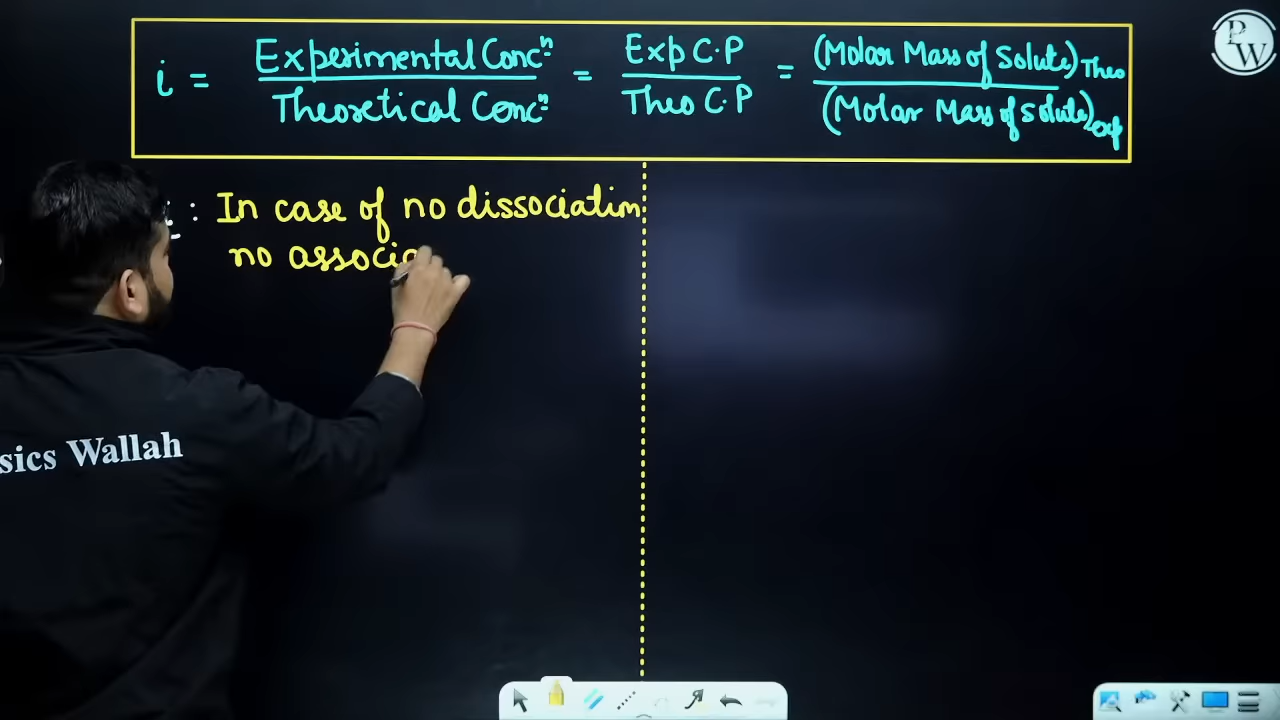 i = Experimental Concⁿ / Theoretical Concⁿ = Exp C.P / Theo C.P = (Molar Mass of Solute)Theo / (Molar Mass of Solute)exp
: In case of no dissociation
no associa
sics Wallah
PW